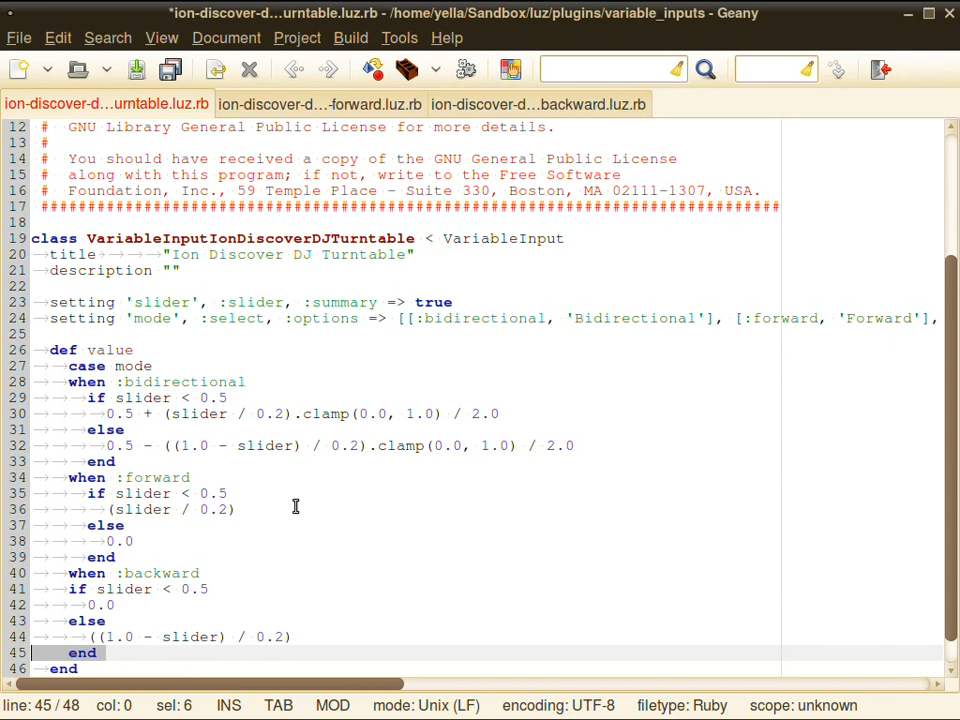 *ion-discover-d...urntable.luz.rb - /home/yella/Sandbox/luz/plugins/variable_inputs - Geany
File Edit Search View Document Project Build Tools Help
ion-discover-d...urntable.luz.rb ion-discover-d...-forward.luz.rb ion-discover-d...backward.luz.rb
12 #  GNU Library General Public License for more details.
13 #
14 #  You should have received a copy of the GNU General Public License
15 #  along with this program; if not, write to the Free Software
16 #  Foundation, Inc., 59 Temple Place - Suite 330, Boston, MA 02111-1307, USA.
17 ###############################################################################
18
19 class VariableInputIonDiscoverDJTurntable < VariableInput
20 title "Ion Discover DJ Turntable"
21 description ""
22
23 setting 'slider', :slider, :summary => true
24 setting 'mode', :select, :options => [[:bidirectional, 'Bidirectional'], [:forward, 'Forward'],
25
26 def value
27 case mode
28 when :bidirectional
29 if slider < 0.5
30 0.5 + (slider / 0.2).clamp(0.0, 1.0) / 2.0
31 else
32 0.5 - ((1.0 - slider) / 0.2).clamp(0.0, 1.0) / 2.0
33 end
34 when :forward
35 if slider < 0.5
36 (slider / 0.2)
37 else
38 0.0
39 end
40 when :backward
41 if slider < 0.5
42 0.0
43 else
44 ((1.0 - slider) / 0.2)
45 end
46 end
line: 45 / 48 col: 0 sel: 6 INS TAB MOD mode: Unix (LF) encoding: UTF-8 filetype: Ruby scope: unknown